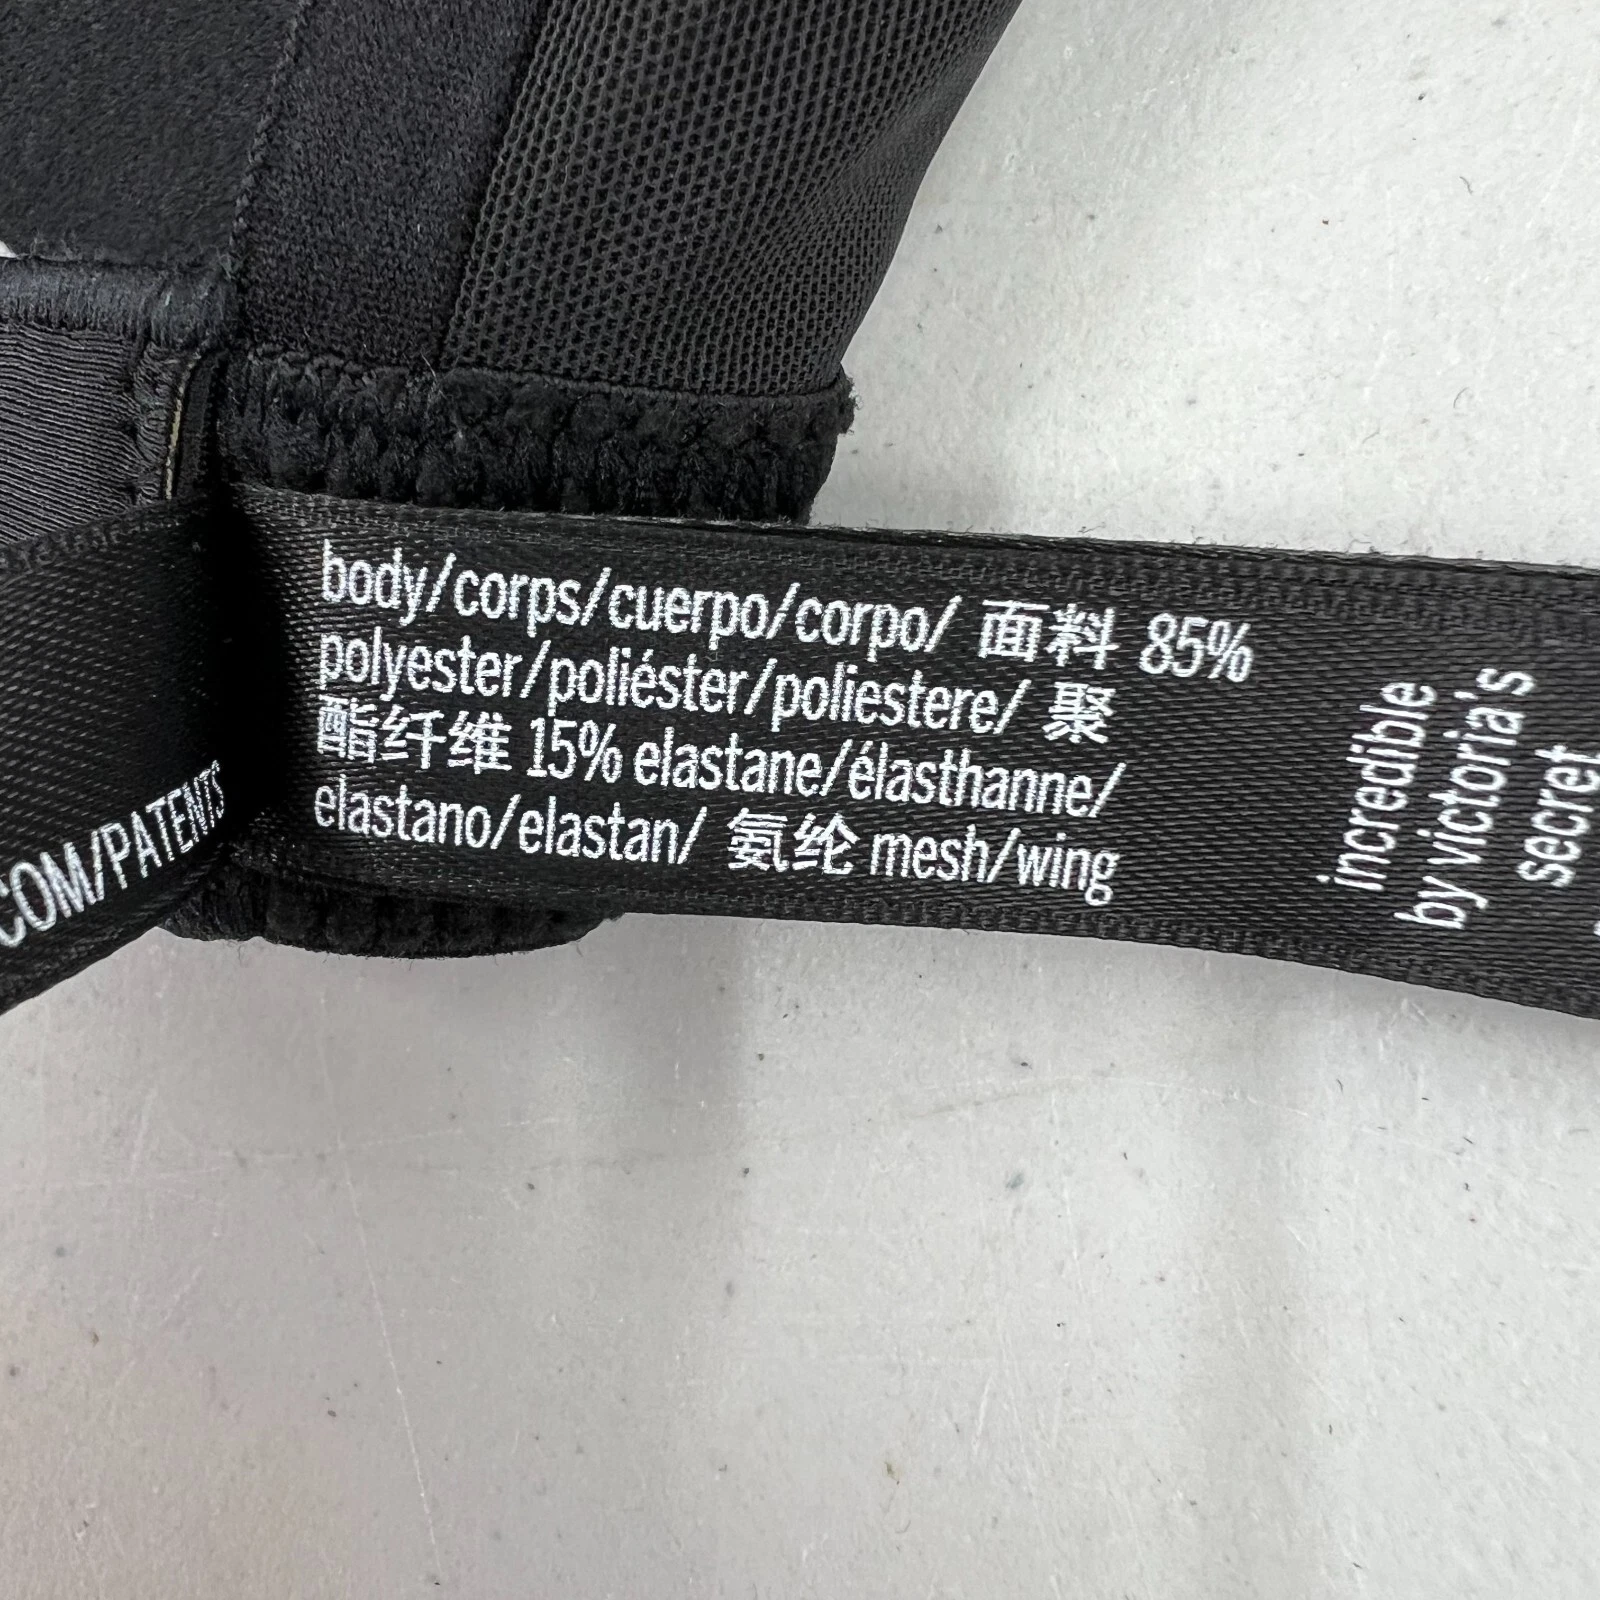 body/corps/cuerpo/corpo/ 面料 85%
polyester/poliéster/poliestere/ 聚
酯纤维 15% elastane/élasthanne/
elastano/elastan/ 氨纶 mesh/wing
incredible
by victoria's
secret
COM/PATENTS